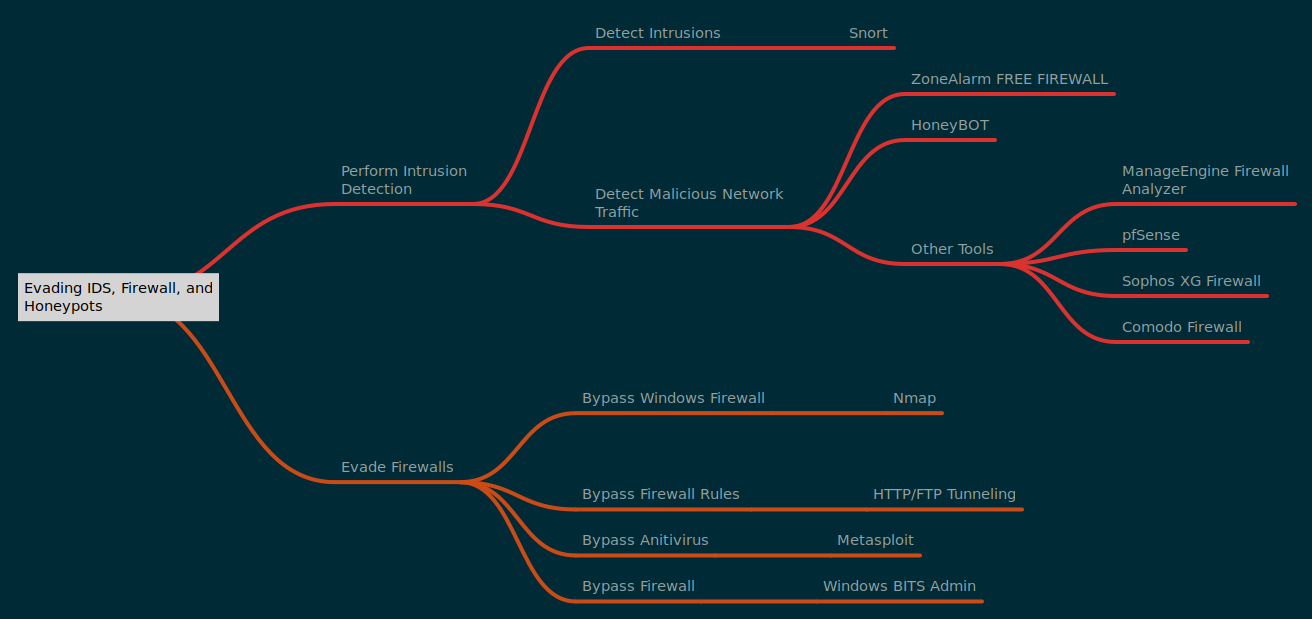 Detect Intrusions
Snort
ZoneAlarm FREE FIREWALL
HoneyBOT
Perform Intrusion
Detection
Detect Malicious Network
Traffic
ManageEngine Firewall
Analyzer
pfSense
Other Tools
Sophos XG Firewall
Comodo Firewall
Evading IDS, Firewall, and
Honeypots
Bypass Windows Firewall
Nmap
Evade Firewalls
Bypass Firewall Rules
HTTP/FTP Tunneling
Bypass Anitivirus
Metasploit
Bypass Firewall
Windows BITS Admin